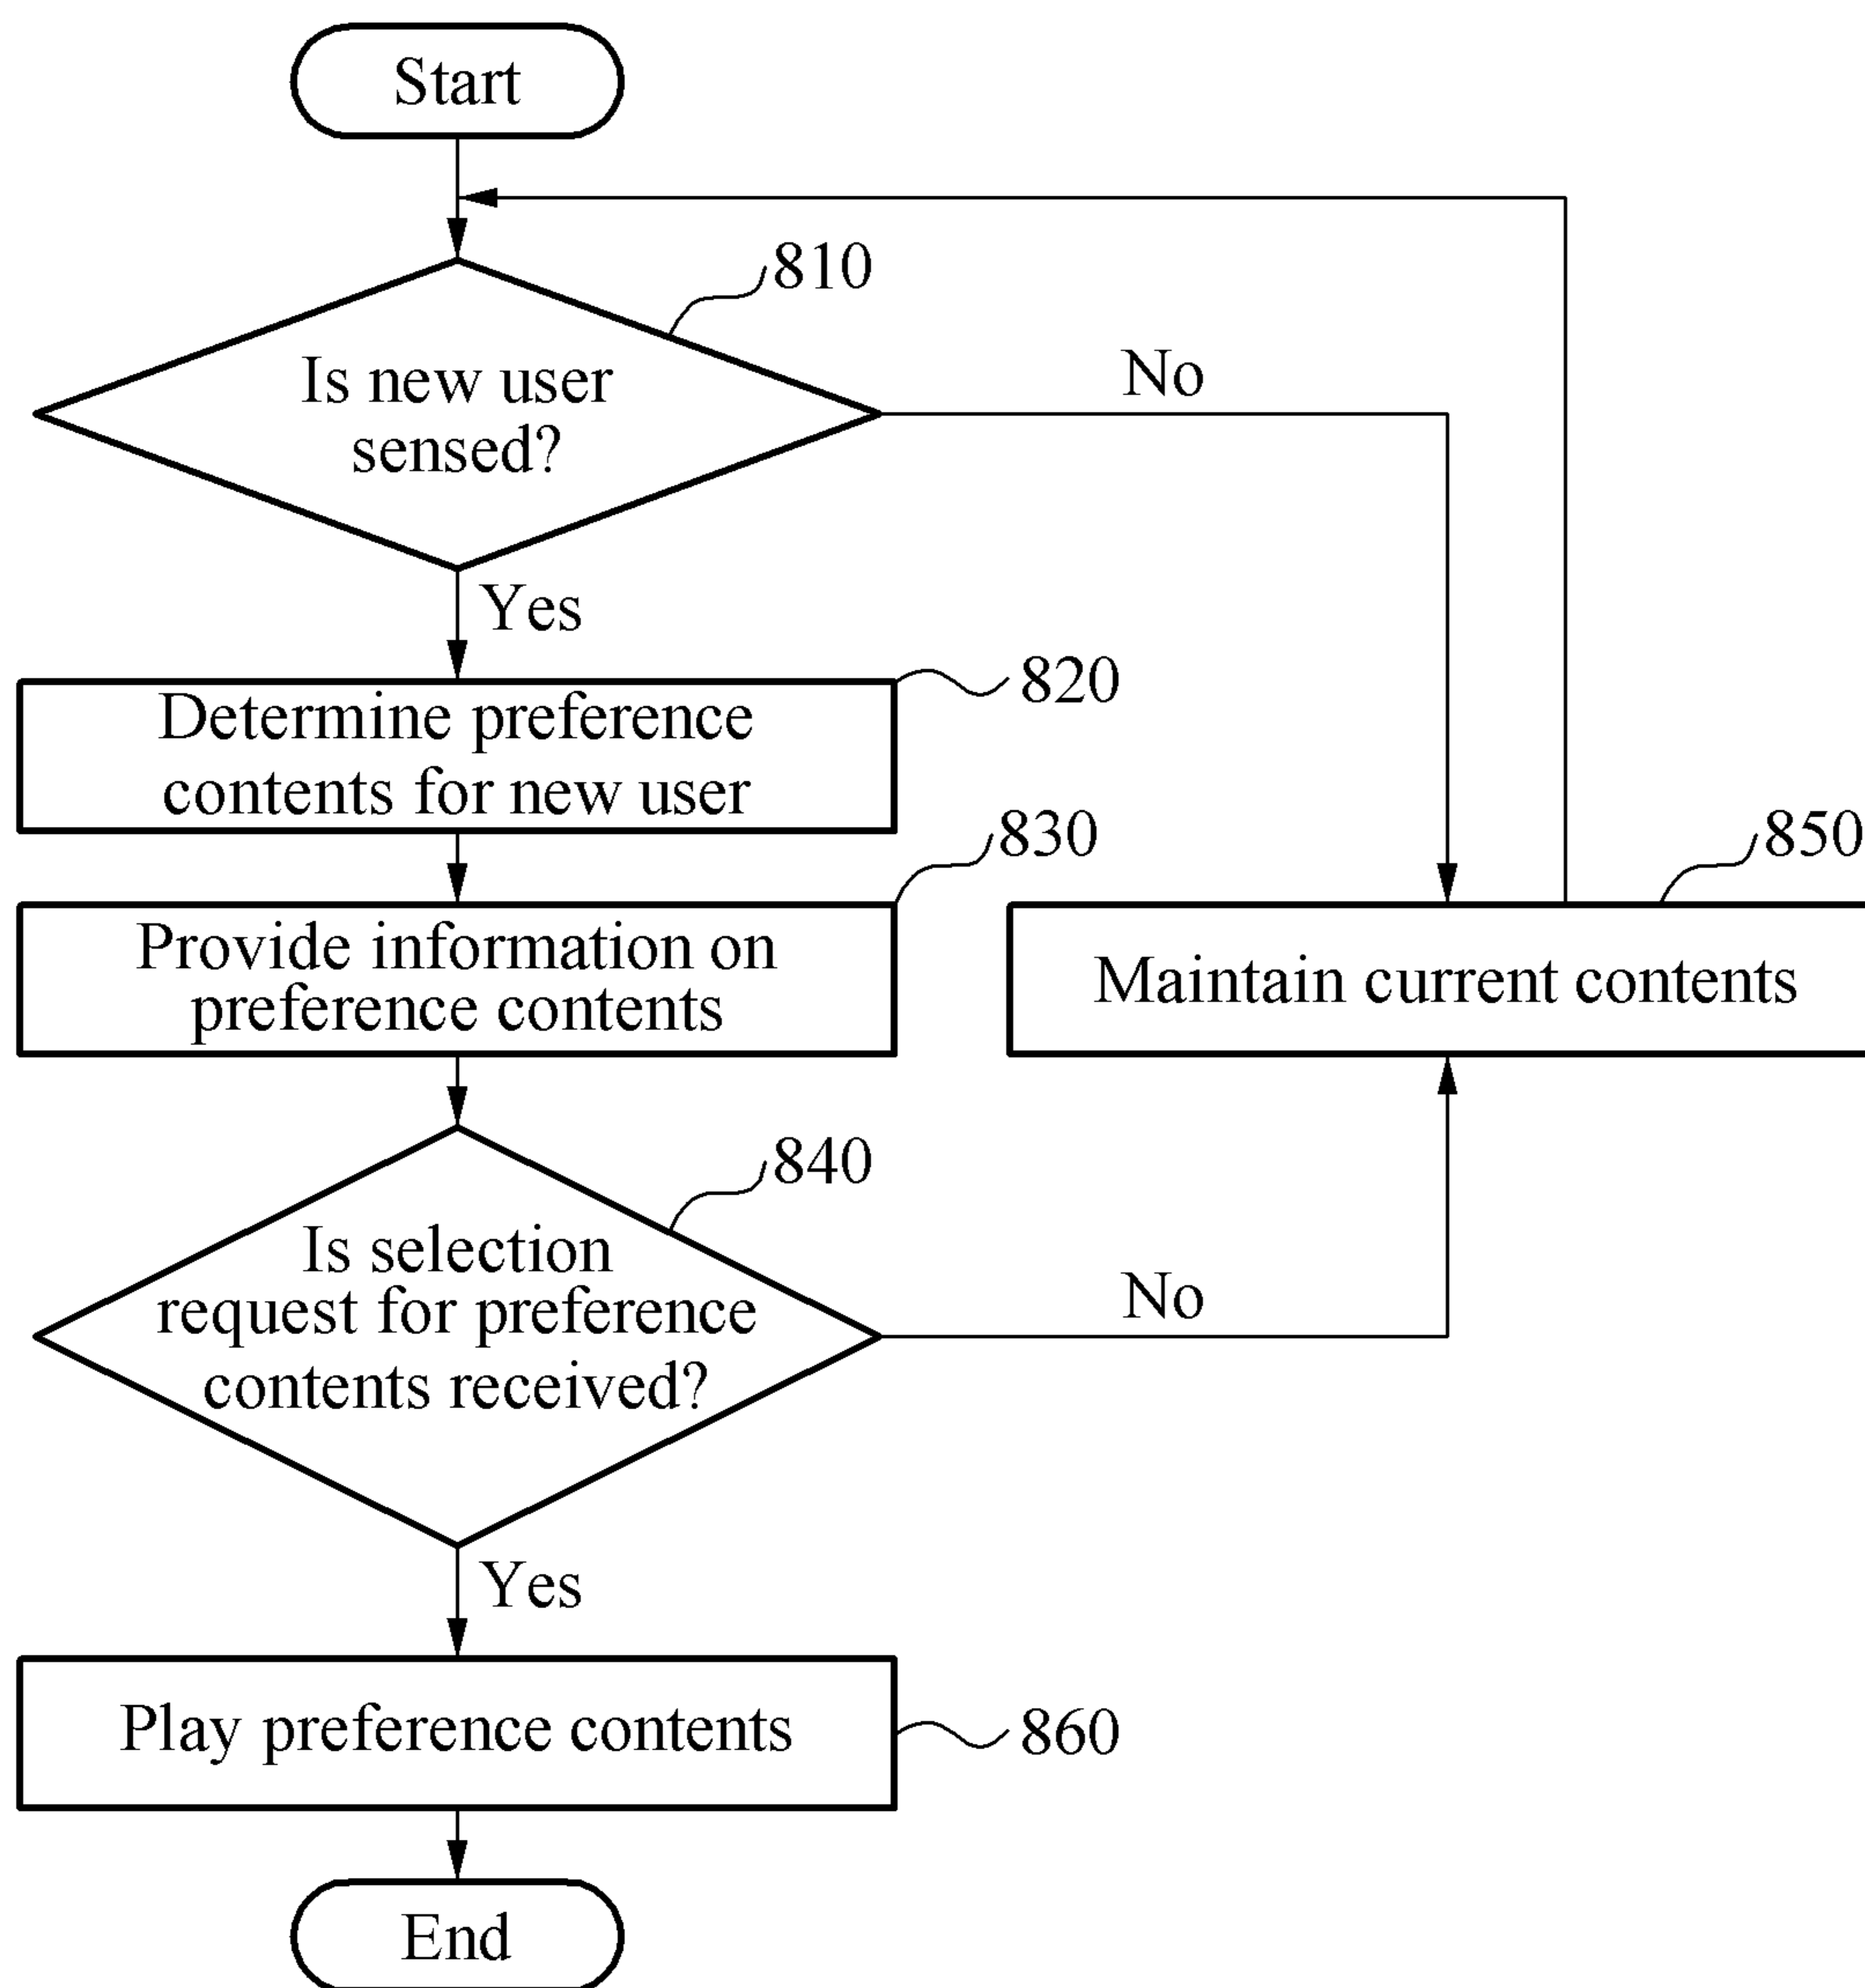 Start
810
Is new user
sensed?
No
Yes
820
Determine preference
contents for new user
830
Provide information on
preference contents
850
Maintain current contents
840
Is selection
request for preference
contents received?
No
Yes
Play preference contents
860
End